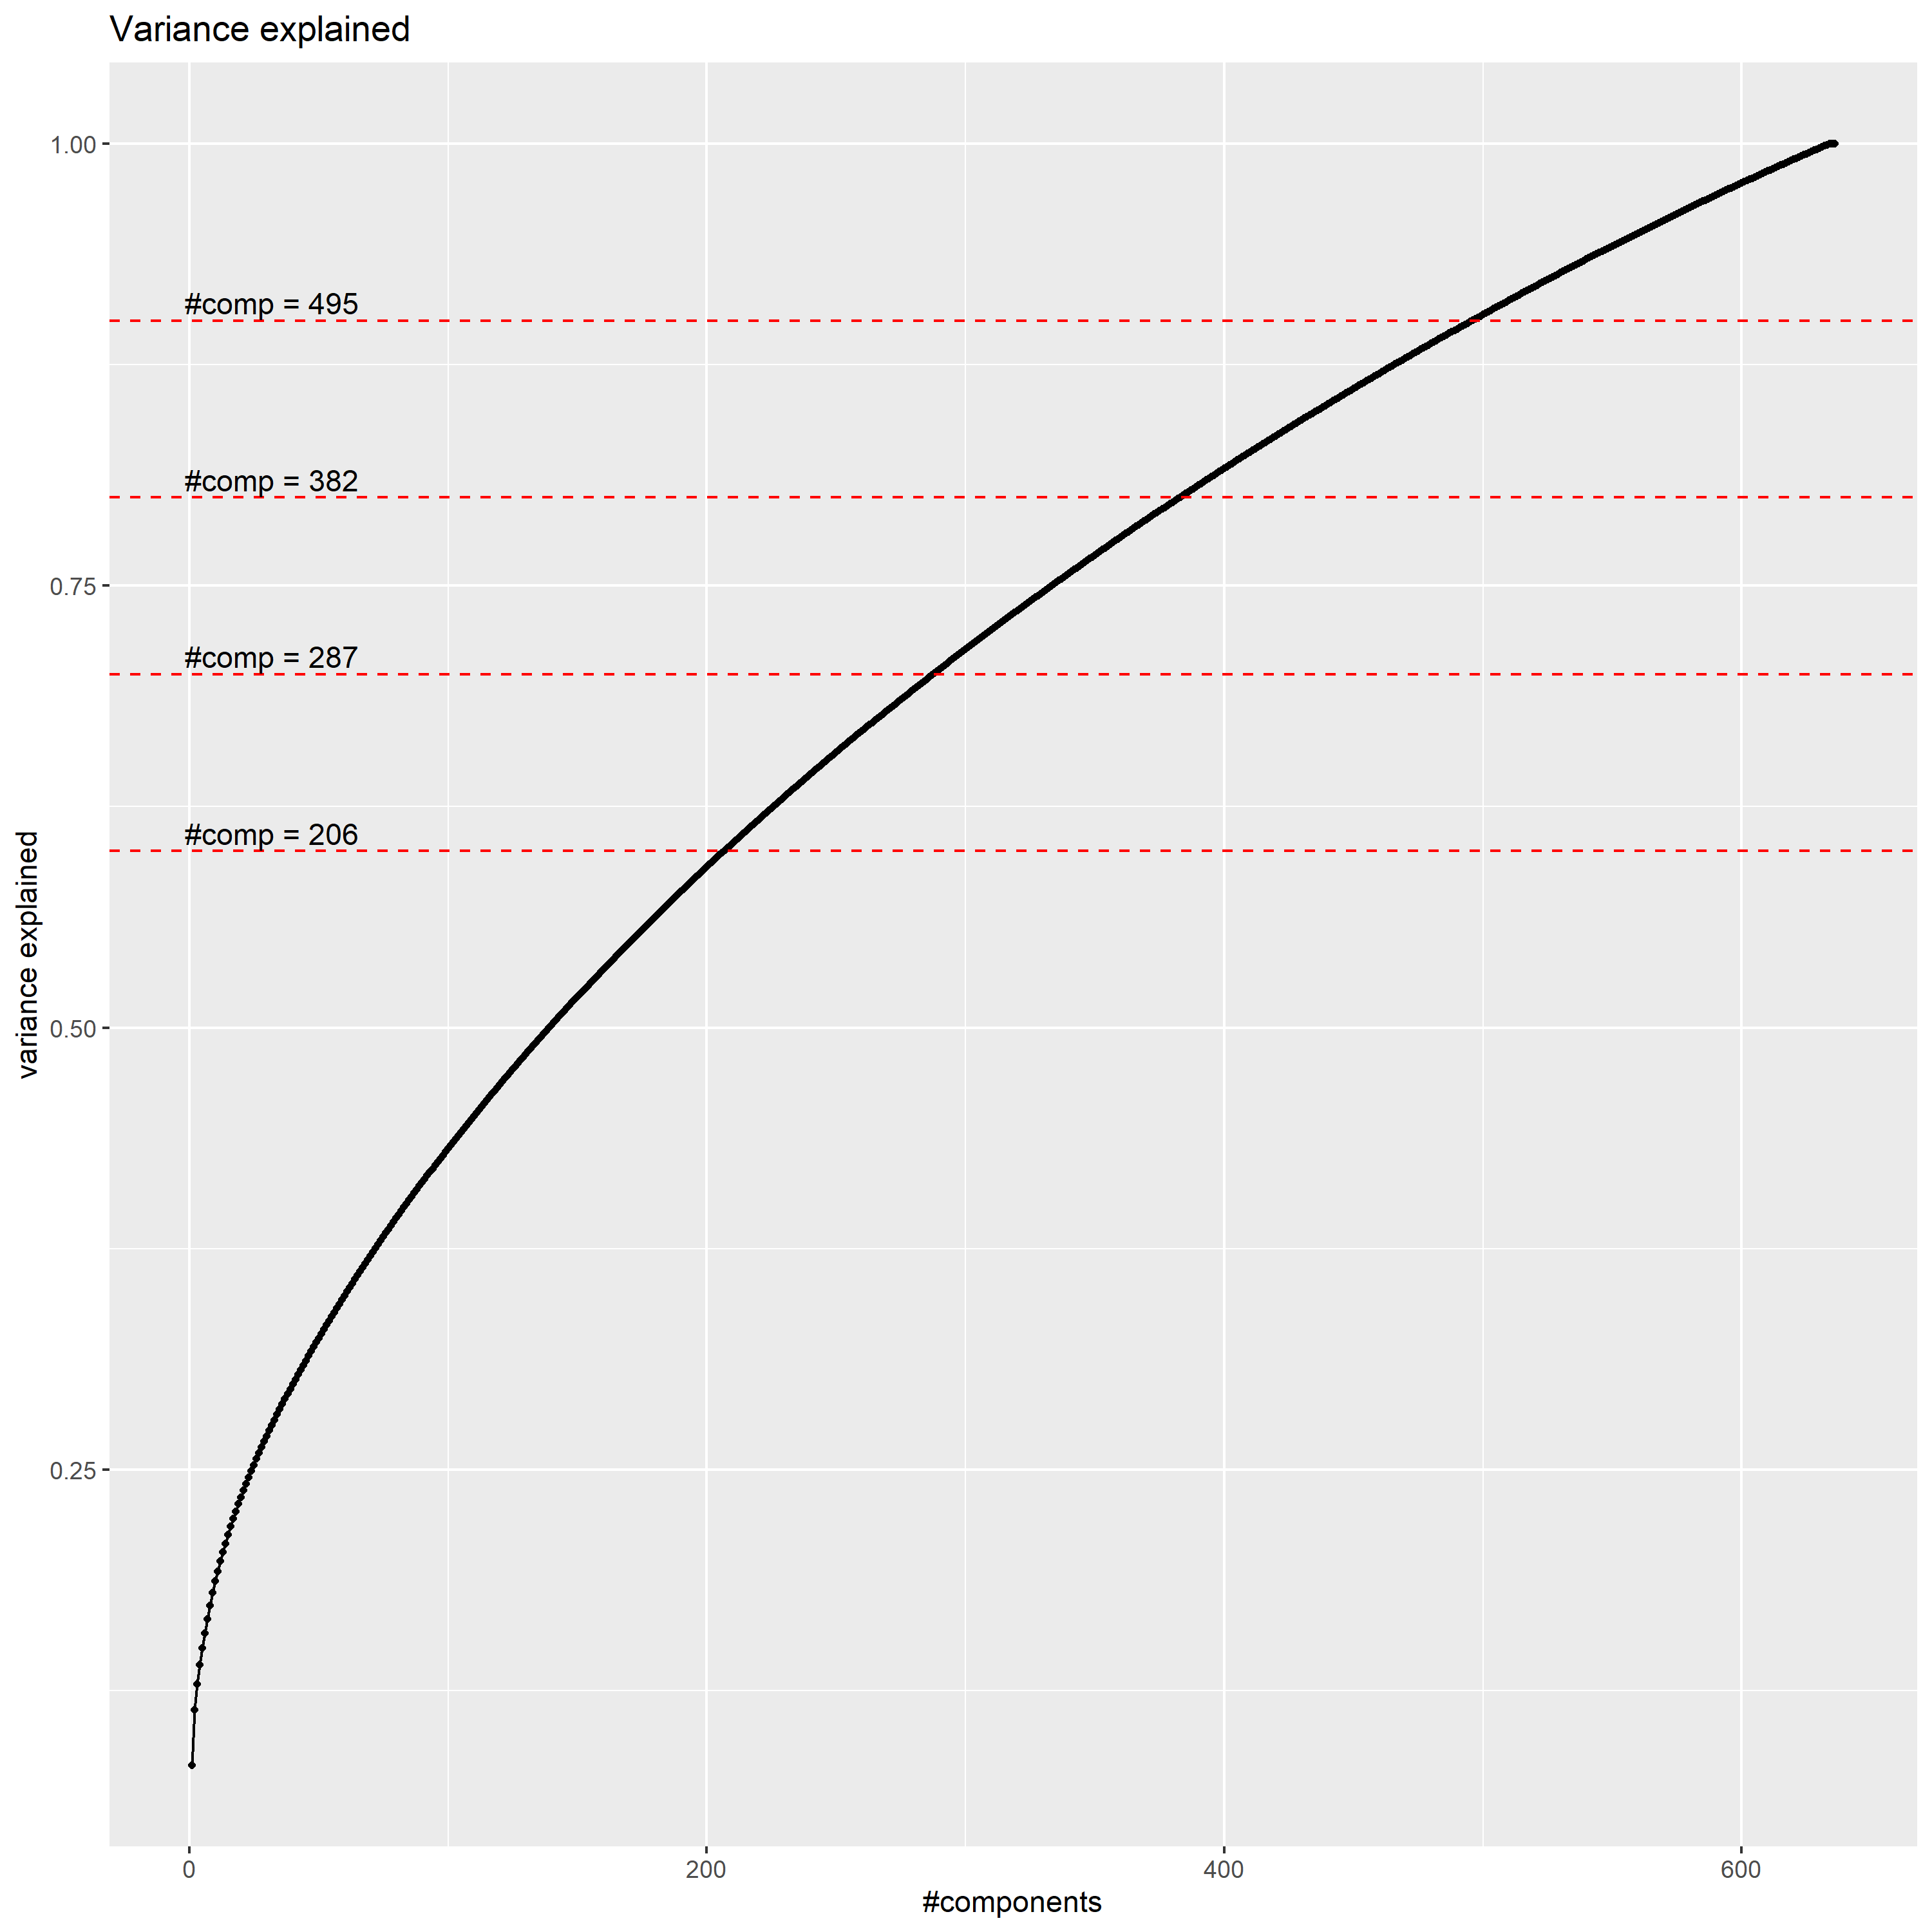 Variance explained
1.00
#comp = 495
#comp = 382
0.75
#comp = 287
#comp = 206
variance explained
0.50
0.25
0
200
400
600
#components